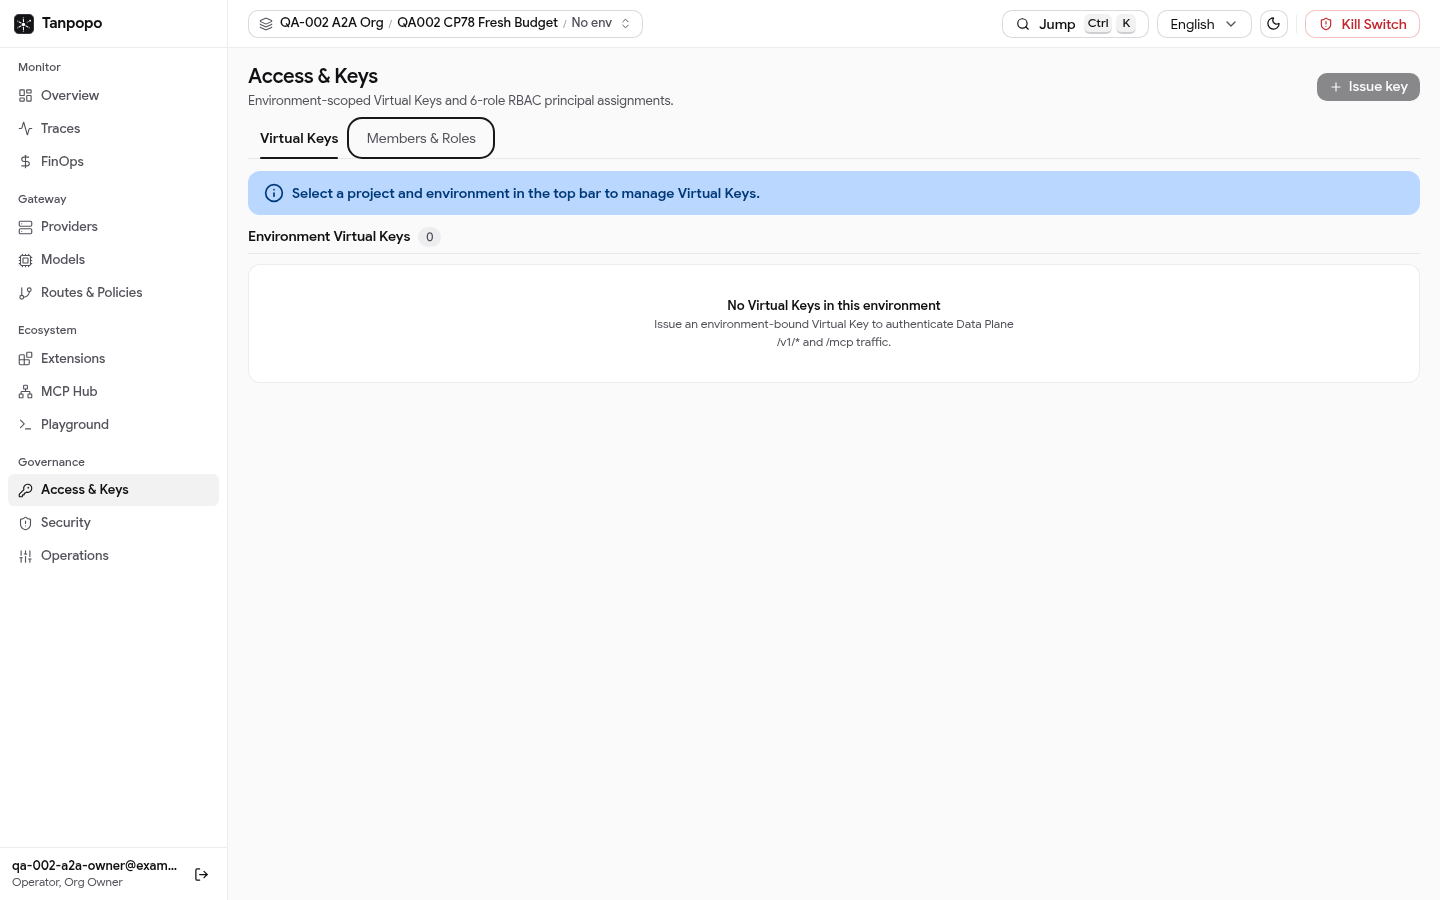 Tanpopo
QA-002 A2A Org / QA002 CP78 Fresh Budget / No env
Jump Ctrl K
English
Kill Switch
Monitor
Overview
Traces
FinOps
Gateway
Providers
Models
Routes & Policies
Ecosystem
Extensions
MCP Hub
Playground
Governance
Access & Keys
Security
Operations
qa-002-a2a-owner@exam...
Operator, Org Owner
Access & Keys
Environment-scoped Virtual Keys and 6-role RBAC principal assignments.
Issue key
Virtual Keys
Members & Roles
Select a project and environment in the top bar to manage Virtual Keys.
Environment Virtual Keys 0
No Virtual Keys in this environment
Issue an environment-bound Virtual Key to authenticate Data Plane
/v1/* and /mcp traffic.